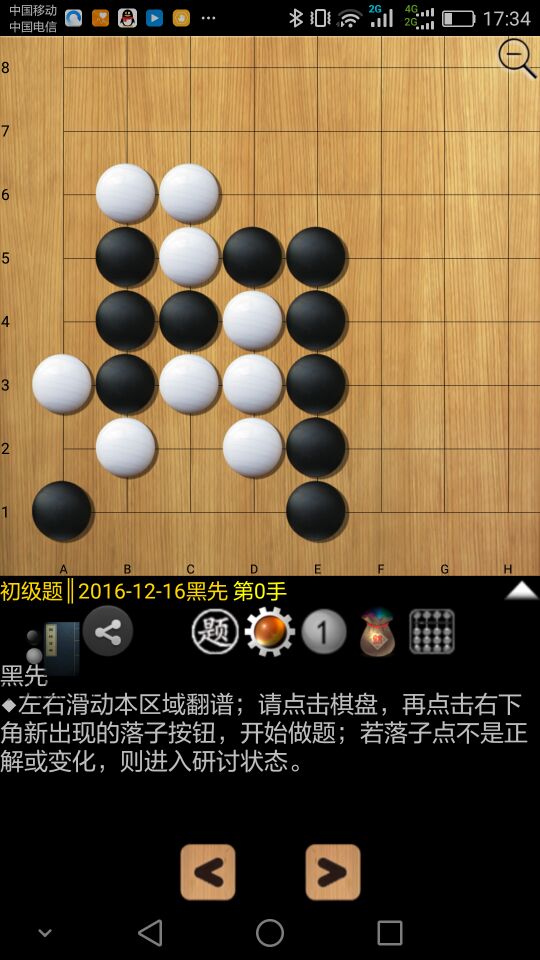 中国移动
中国电信
2G
4G
2G
17:34
8
7
6
5
4
3
2
1
A B C D E F G H
初级题║2016-12-16黑先 第0手
题
1
黑先
◆左右滑动本区域翻谱；请点击棋盘，再点击右下
角新出现的落子按钮，开始做题；若落子点不是正
解或变化，则进入研讨状态。